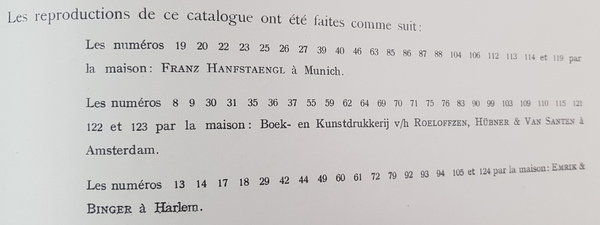 Les reproductions de ce catalogue ont été faites comme suit:
Les numéros 19 20 22 23 25 26 27 39 40 46 63 85 86 87 88 104 106 112 113 114 et 119 par
la maison: FRANZ HANFSTAENGL à Munich.
Les numéros 8 9 30 31 35 36 37 55 59 62 64 69 70 71 75 76 83 90 99 103 109 110 115 121
122 et 123 par la maison: Boek- en Kunstdrukkerij v/h ROELOFFZEN, HÜBNER & VAN SANTEN à
Amsterdam.
Les numéros 13 14 17 18 29 42 44 49 60 61 72 79 92 93 94 105 et 124 par la maison: EMRIK &
BINGER à Harlem.